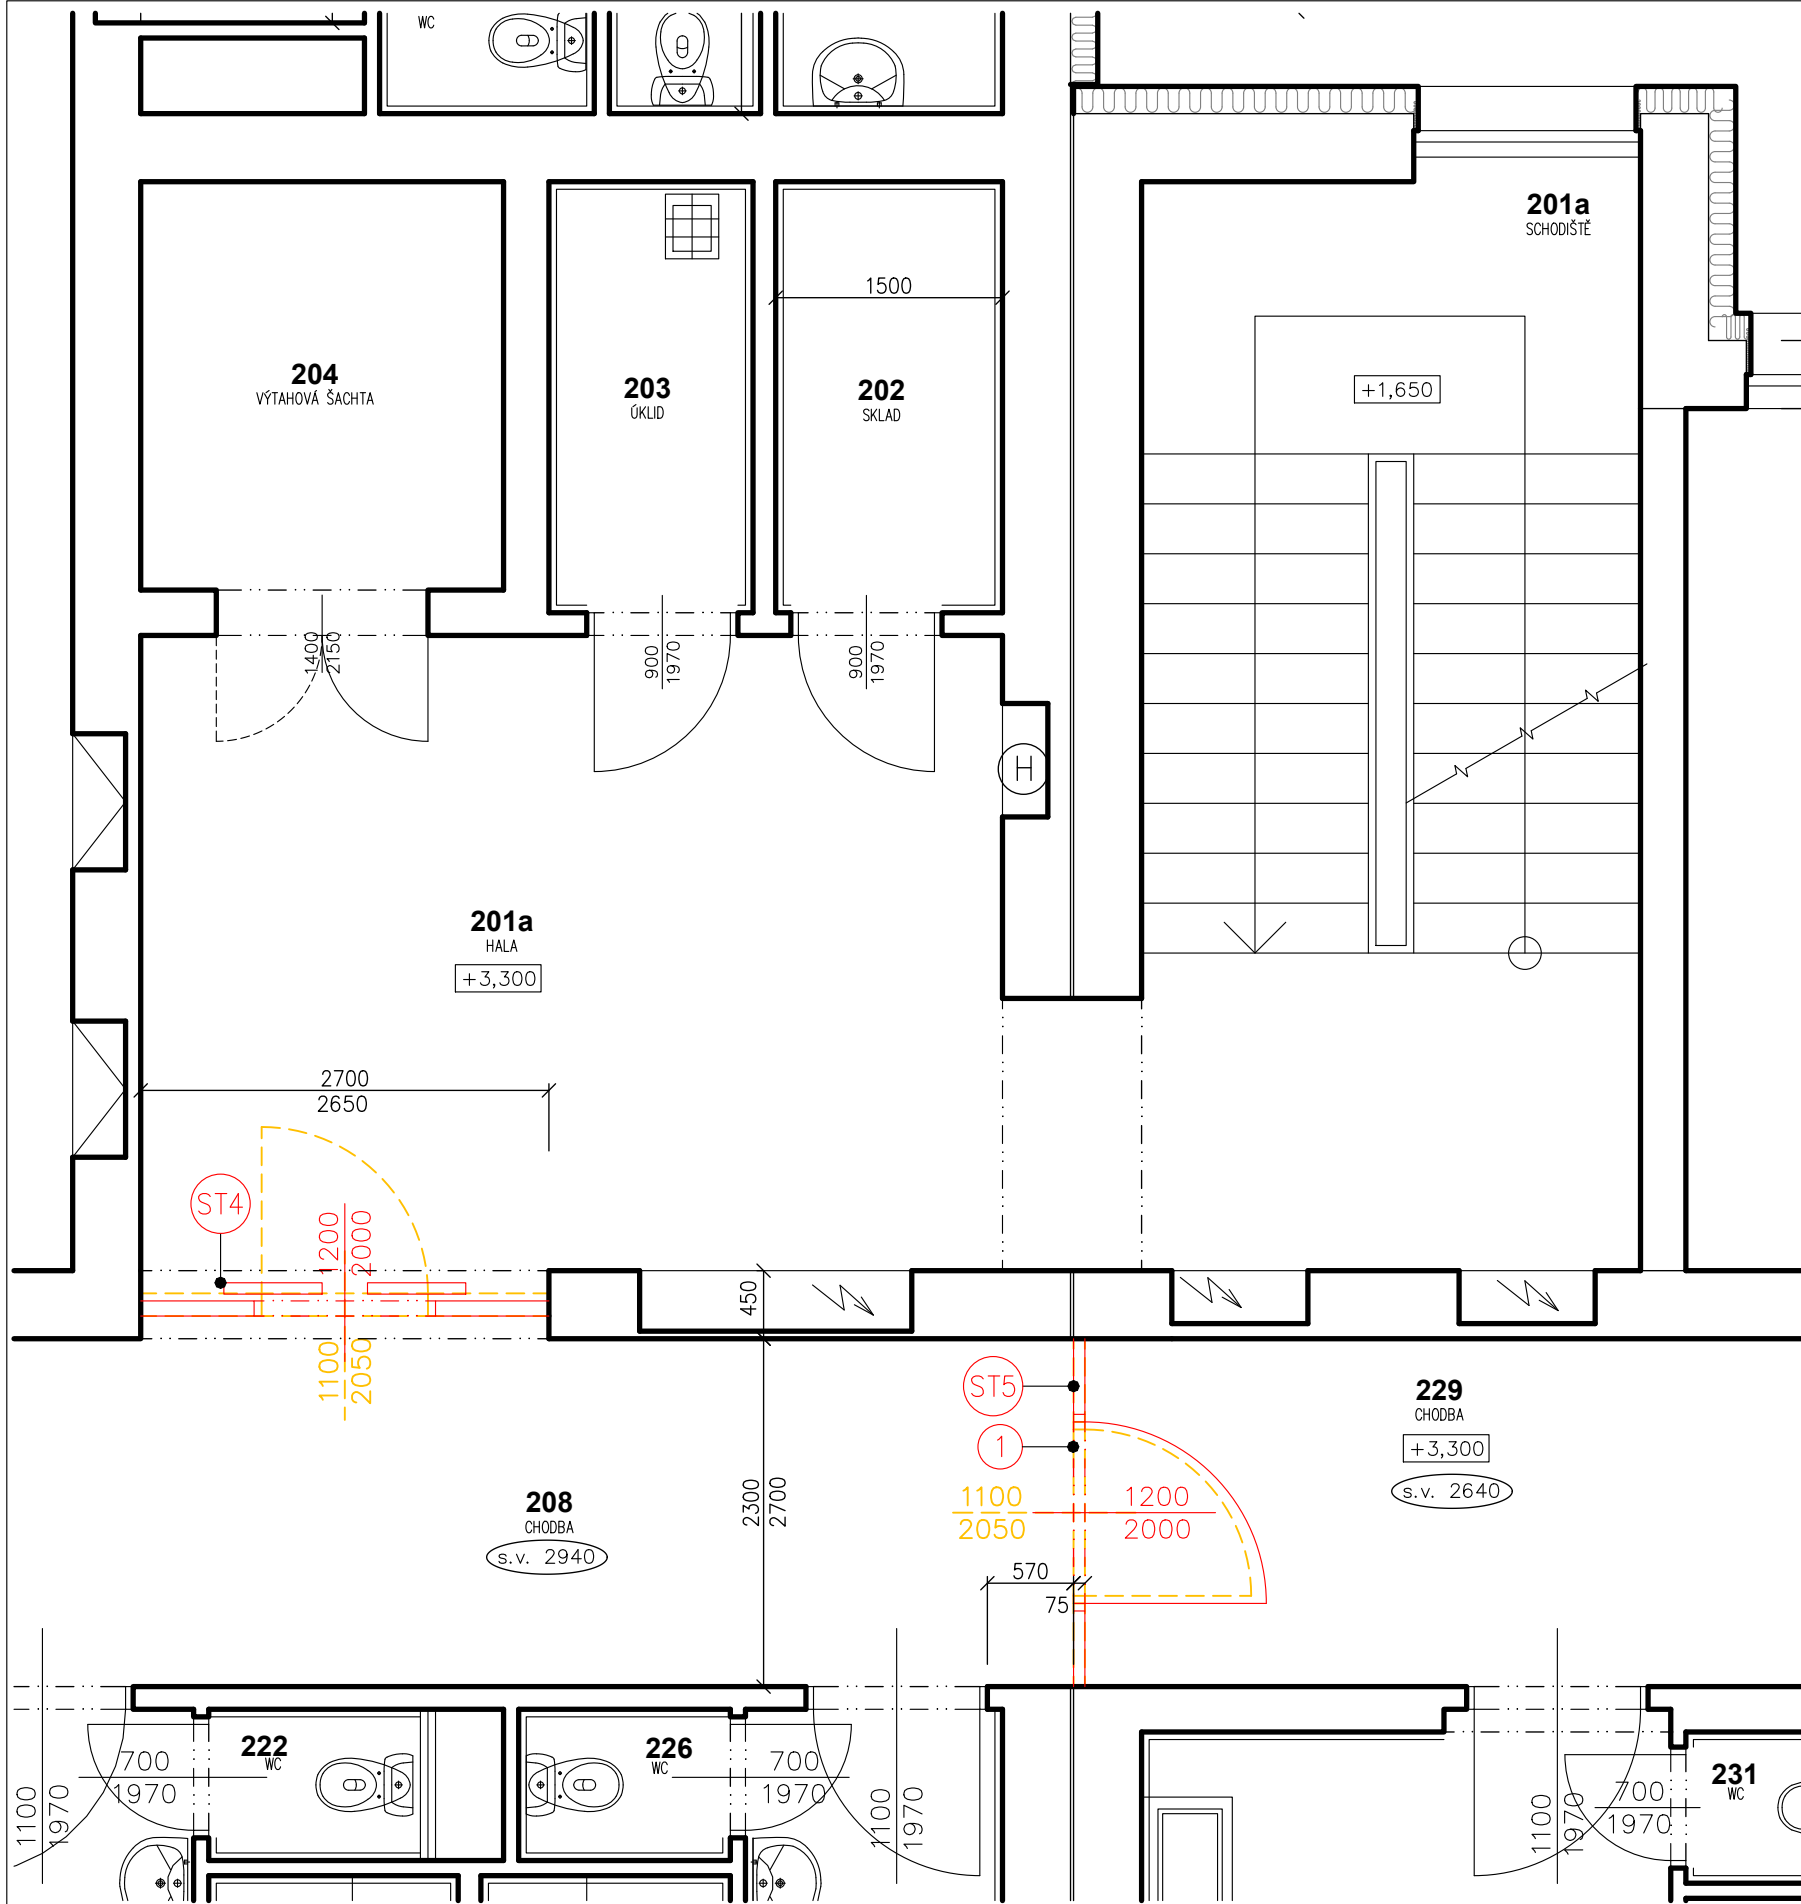 WC
201a
SCHODIŠTĚ
1500
204
VÝTAHOVÁ ŠACHTA
203
ÚKLID
202
SKLAD
+1,650
1400
2150
900
1970
900
1970
H
201a
HALA
+3,300
2700
2650
ST4
1200
2000
450
1100
2050
ST5
229
CHODBA
1
+3,300
2300
2700
1100
2050
1200
2000
s.v. 2640
208
CHODBA
s.v. 2940
570
75
222
WC
226
WC
231
WC
700
1970
700
1970
700
1970
1100
1970
1100
1970
1100
1970